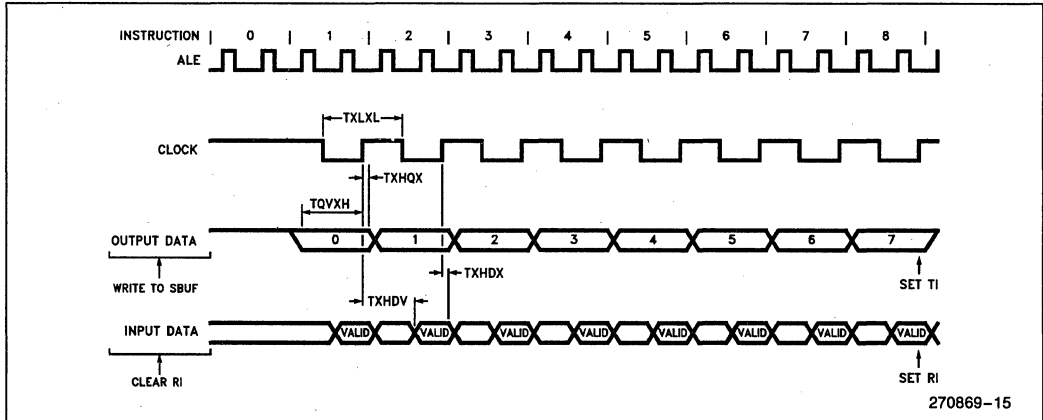 INSTRUCTION | 0 | 1 | 2 | 3 | 4 | 5 | 6 | 7 | 8 |
ALE
TXLXL
CLOCK
TXHQX
TQVXH
OUTPUT DATA 0 1 2 3 4 5 6 7
WRITE TO SBUF
TXHDX
SET TI
TXHDV
INPUT DATA VALID VALID VALID VALID VALID VALID VALID VALID
CLEAR RI
SET RI
270869-15